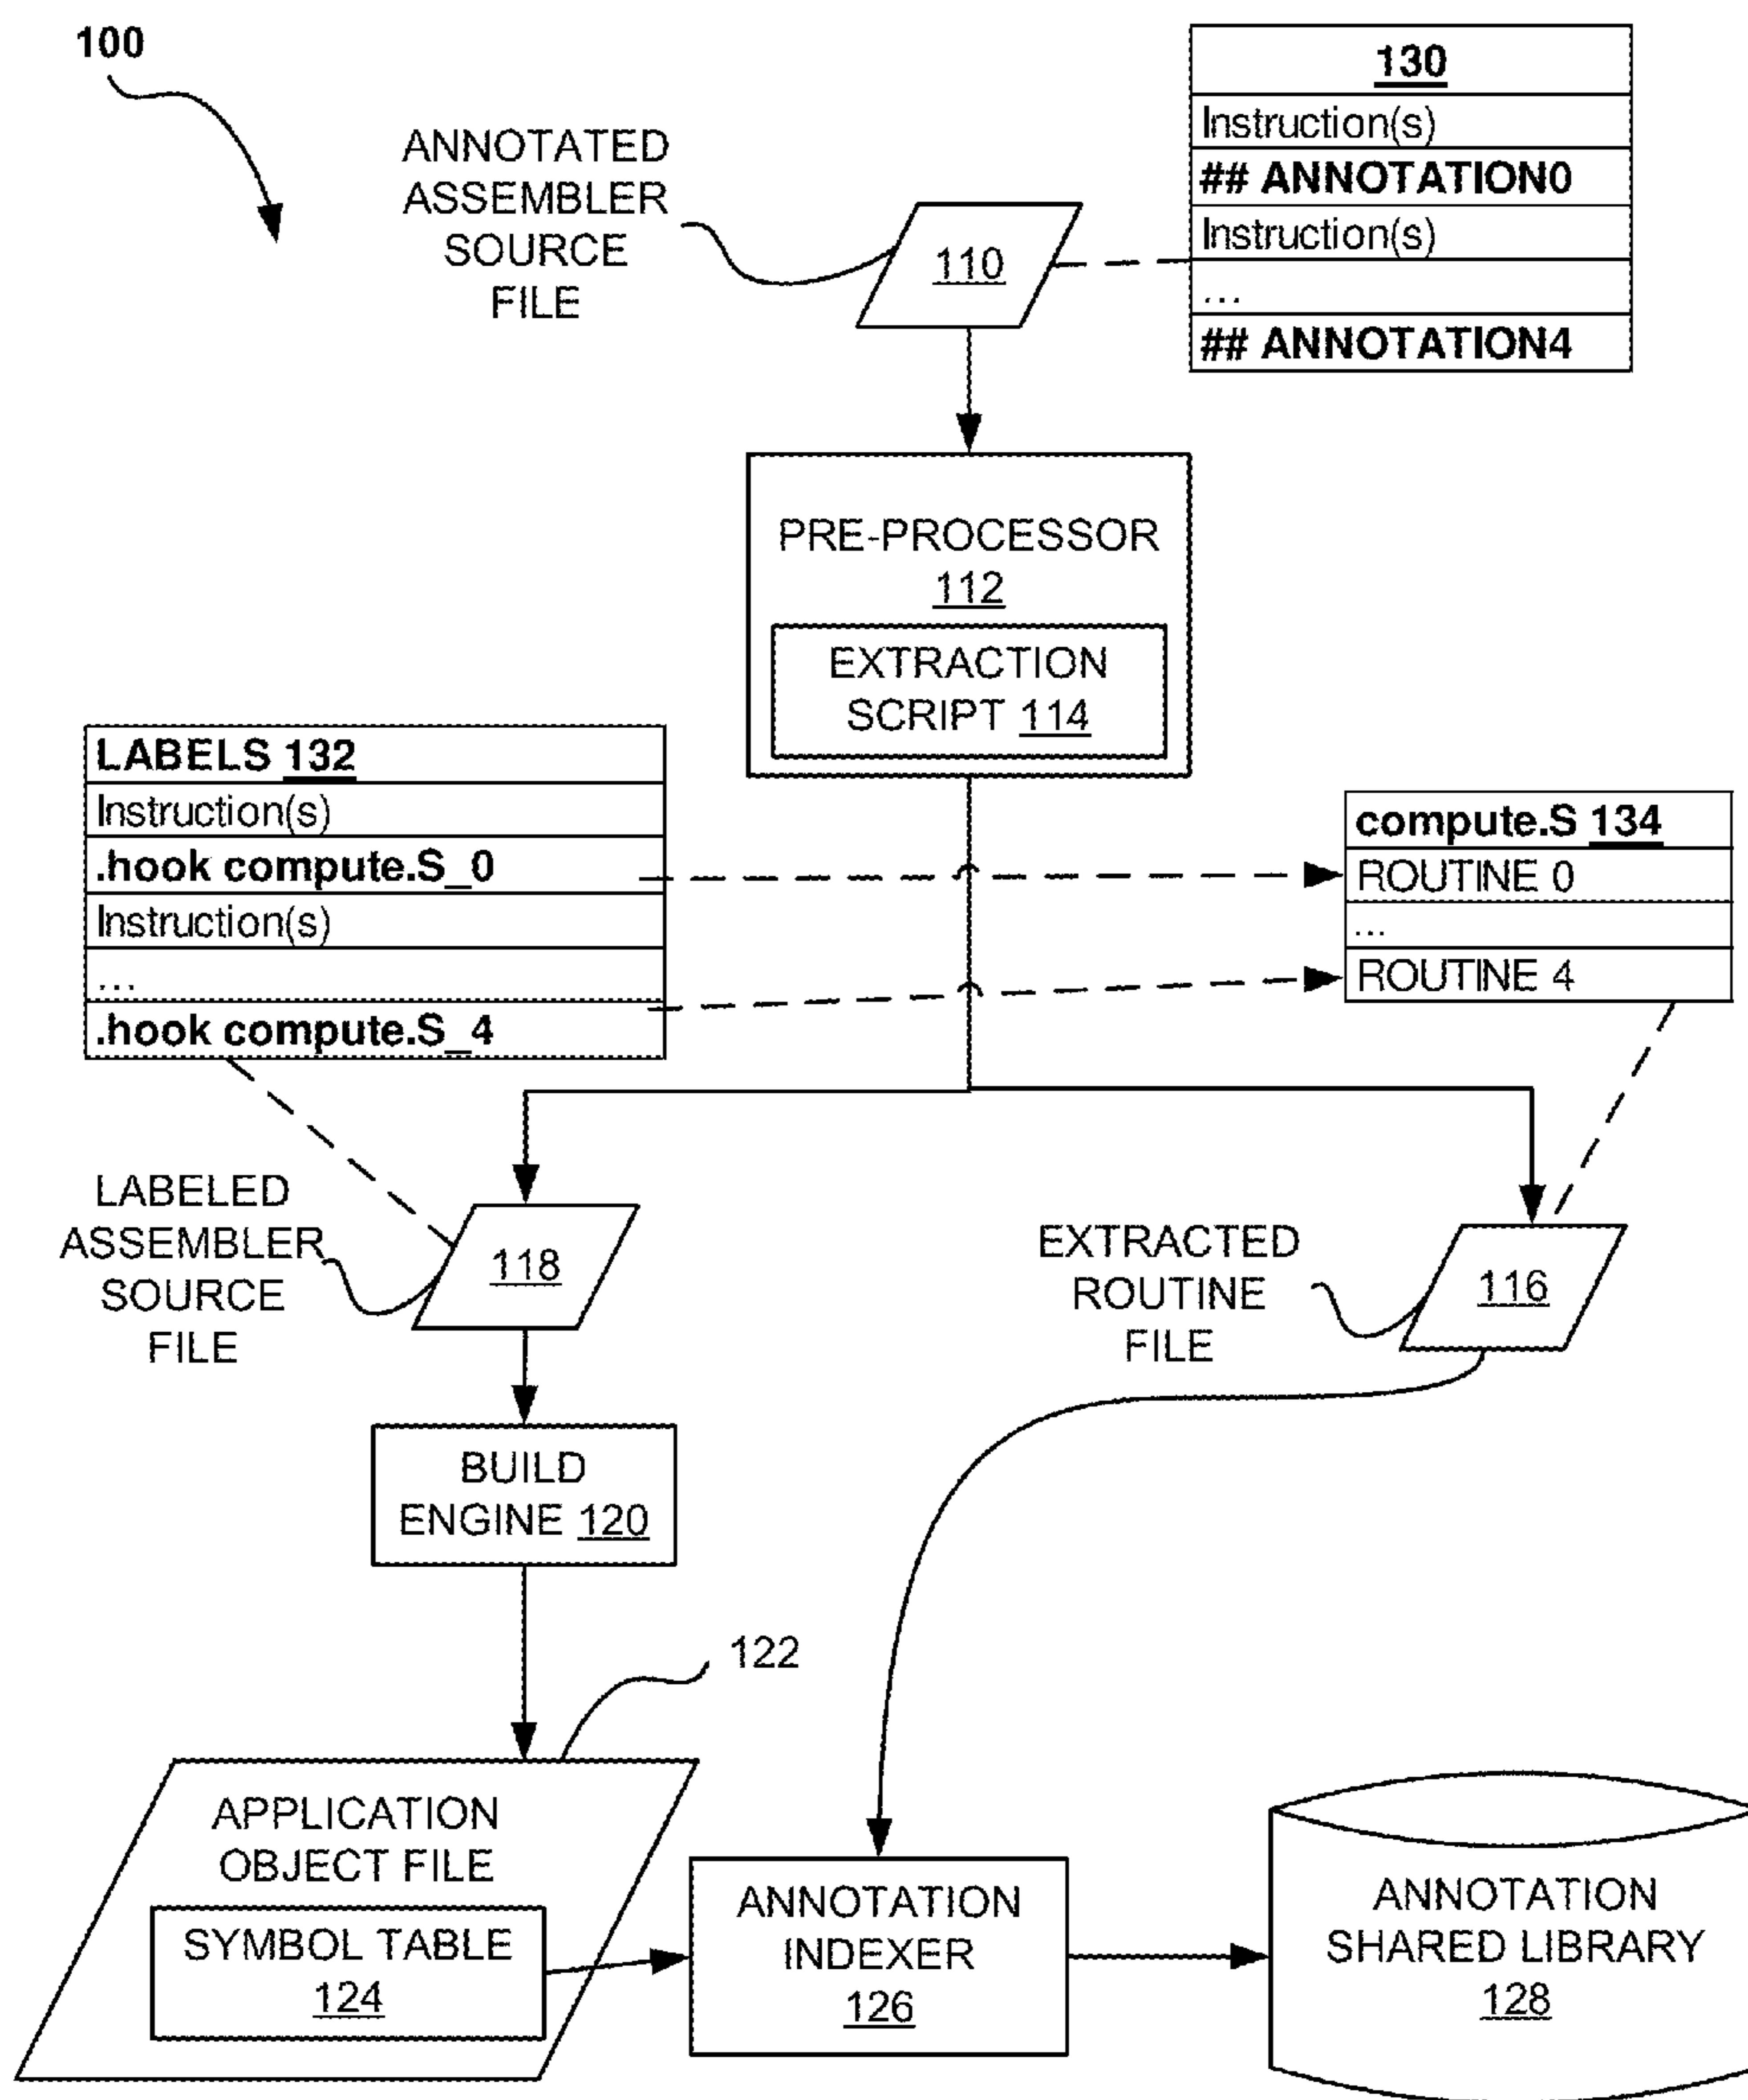 100
130
Instruction(s)
## ANNOTATION0
Instruction(s)
...
## ANNOTATION4
ANNOTATED
ASSEMBLER
SOURCE
FILE
110
PRE-PROCESSOR
112
EXTRACTION
SCRIPT 114
LABELS 132
Instruction(s)
.hook compute.S_0
Instruction(s)
...
.hook compute.S_4
compute.S 134
ROUTINE 0
...
ROUTINE 4
LABELED
ASSEMBLER
SOURCE
FILE
118
EXTRACTED
ROUTINE
FILE
116
BUILD
ENGINE 120
122
APPLICATION
OBJECT FILE
SYMBOL TABLE
124
ANNOTATION
INDEXER
126
ANNOTATION
SHARED LIBRARY
128